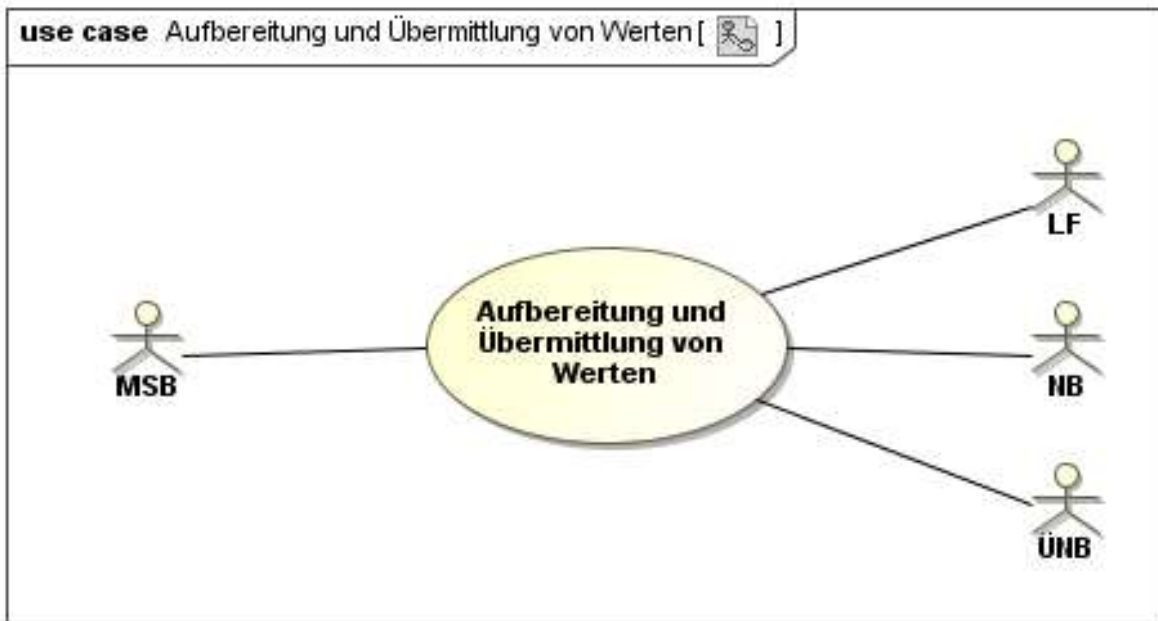 use case Aufbereitung und Übermittlung von Werten [ ]
LF
Aufbereitung und
Übermittlung von
Werten
MSB
NB
ÜNB